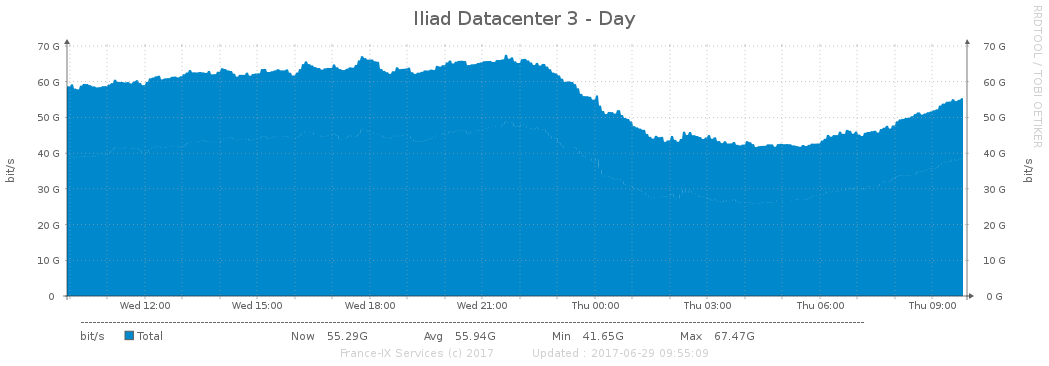 Iliad Datacenter 3 - Day
RRDTOOL / TOBI OETIKER
70 G 70 G
60 G 60 G
50 G 50 G
40 G 40 G
30 G 30 G
20 G 20 G
10 G 10 G
0 0 G
bit/s bit/s
Wed 12:00 Wed 15:00 Wed 18:00 Wed 21:00 Thu 00:00 Thu 03:00 Thu 06:00 Thu 09:00
bit/s Total Now 55.29G Avg 55.94G Min 41.65G Max 67.47G
France-IX Services (c) 2017 Updated : 2017-06-29 09:55:09